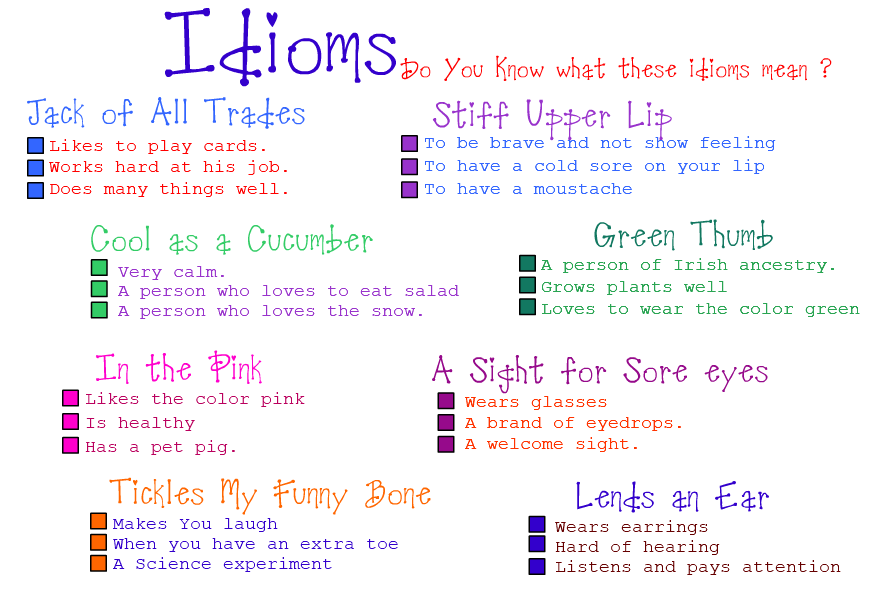 Idioms
Do You Know what these idioms mean ?
Jack of All Trades
Likes to play cards.
Works hard at his job.
Does many things well.
Stiff Upper Lip
To be brave and not show feeling
To have a cold sore on your lip
To have a moustache
Cool as a Cucumber
Very calm.
A person who loves to eat salad
A person who loves the snow.
Green Thumb
A person of Irish ancestry.
Grows plants well
Loves to wear the color green
In the Pink
Likes the color pink
Is healthy
Has a pet pig.
A Sight for Sore eyes
Wears glasses
A brand of eyedrops.
A welcome sight.
Tickles My Funny Bone
Makes You laugh
When you have an extra toe
A Science experiment
Lends an Ear
Wears earrings
Hard of hearing
Listens and pays attention